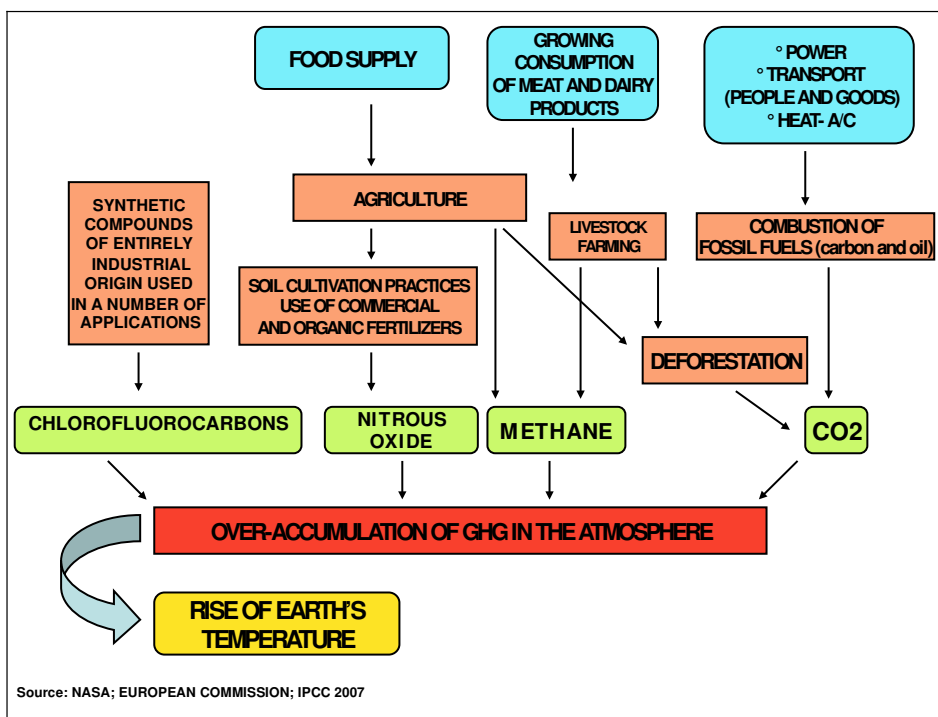 FOOD SUPPLY
GROWING
CONSUMPTION
OF MEAT AND DAIRY
PRODUCTS
° POWER
° TRANSPORT
(PEOPLE AND GOODS)
° HEAT- A/C
SYNTHETIC
COMPOUNDS
OF ENTIRELY
INDUSTRIAL
ORIGIN USED
IN A NUMBER OF
APPLICATIONS
AGRICULTURE
LIVESTOCK
FARMING
COMBUSTION OF
FOSSIL FUELS (carbon and oil)
SOIL CULTIVATION PRACTICES
USE OF COMMERCIAL
AND ORGANIC FERTILIZERS
DEFORESTATION
CHLOROFLUOROCARBONS
NITROUS
OXIDE
METHANE
CO2
OVER-ACCUMULATION OF GHG IN THE ATMOSPHERE
RISE OF EARTH'S
TEMPERATURE
Source: NASA; EUROPEAN COMMISSION; IPCC 2007